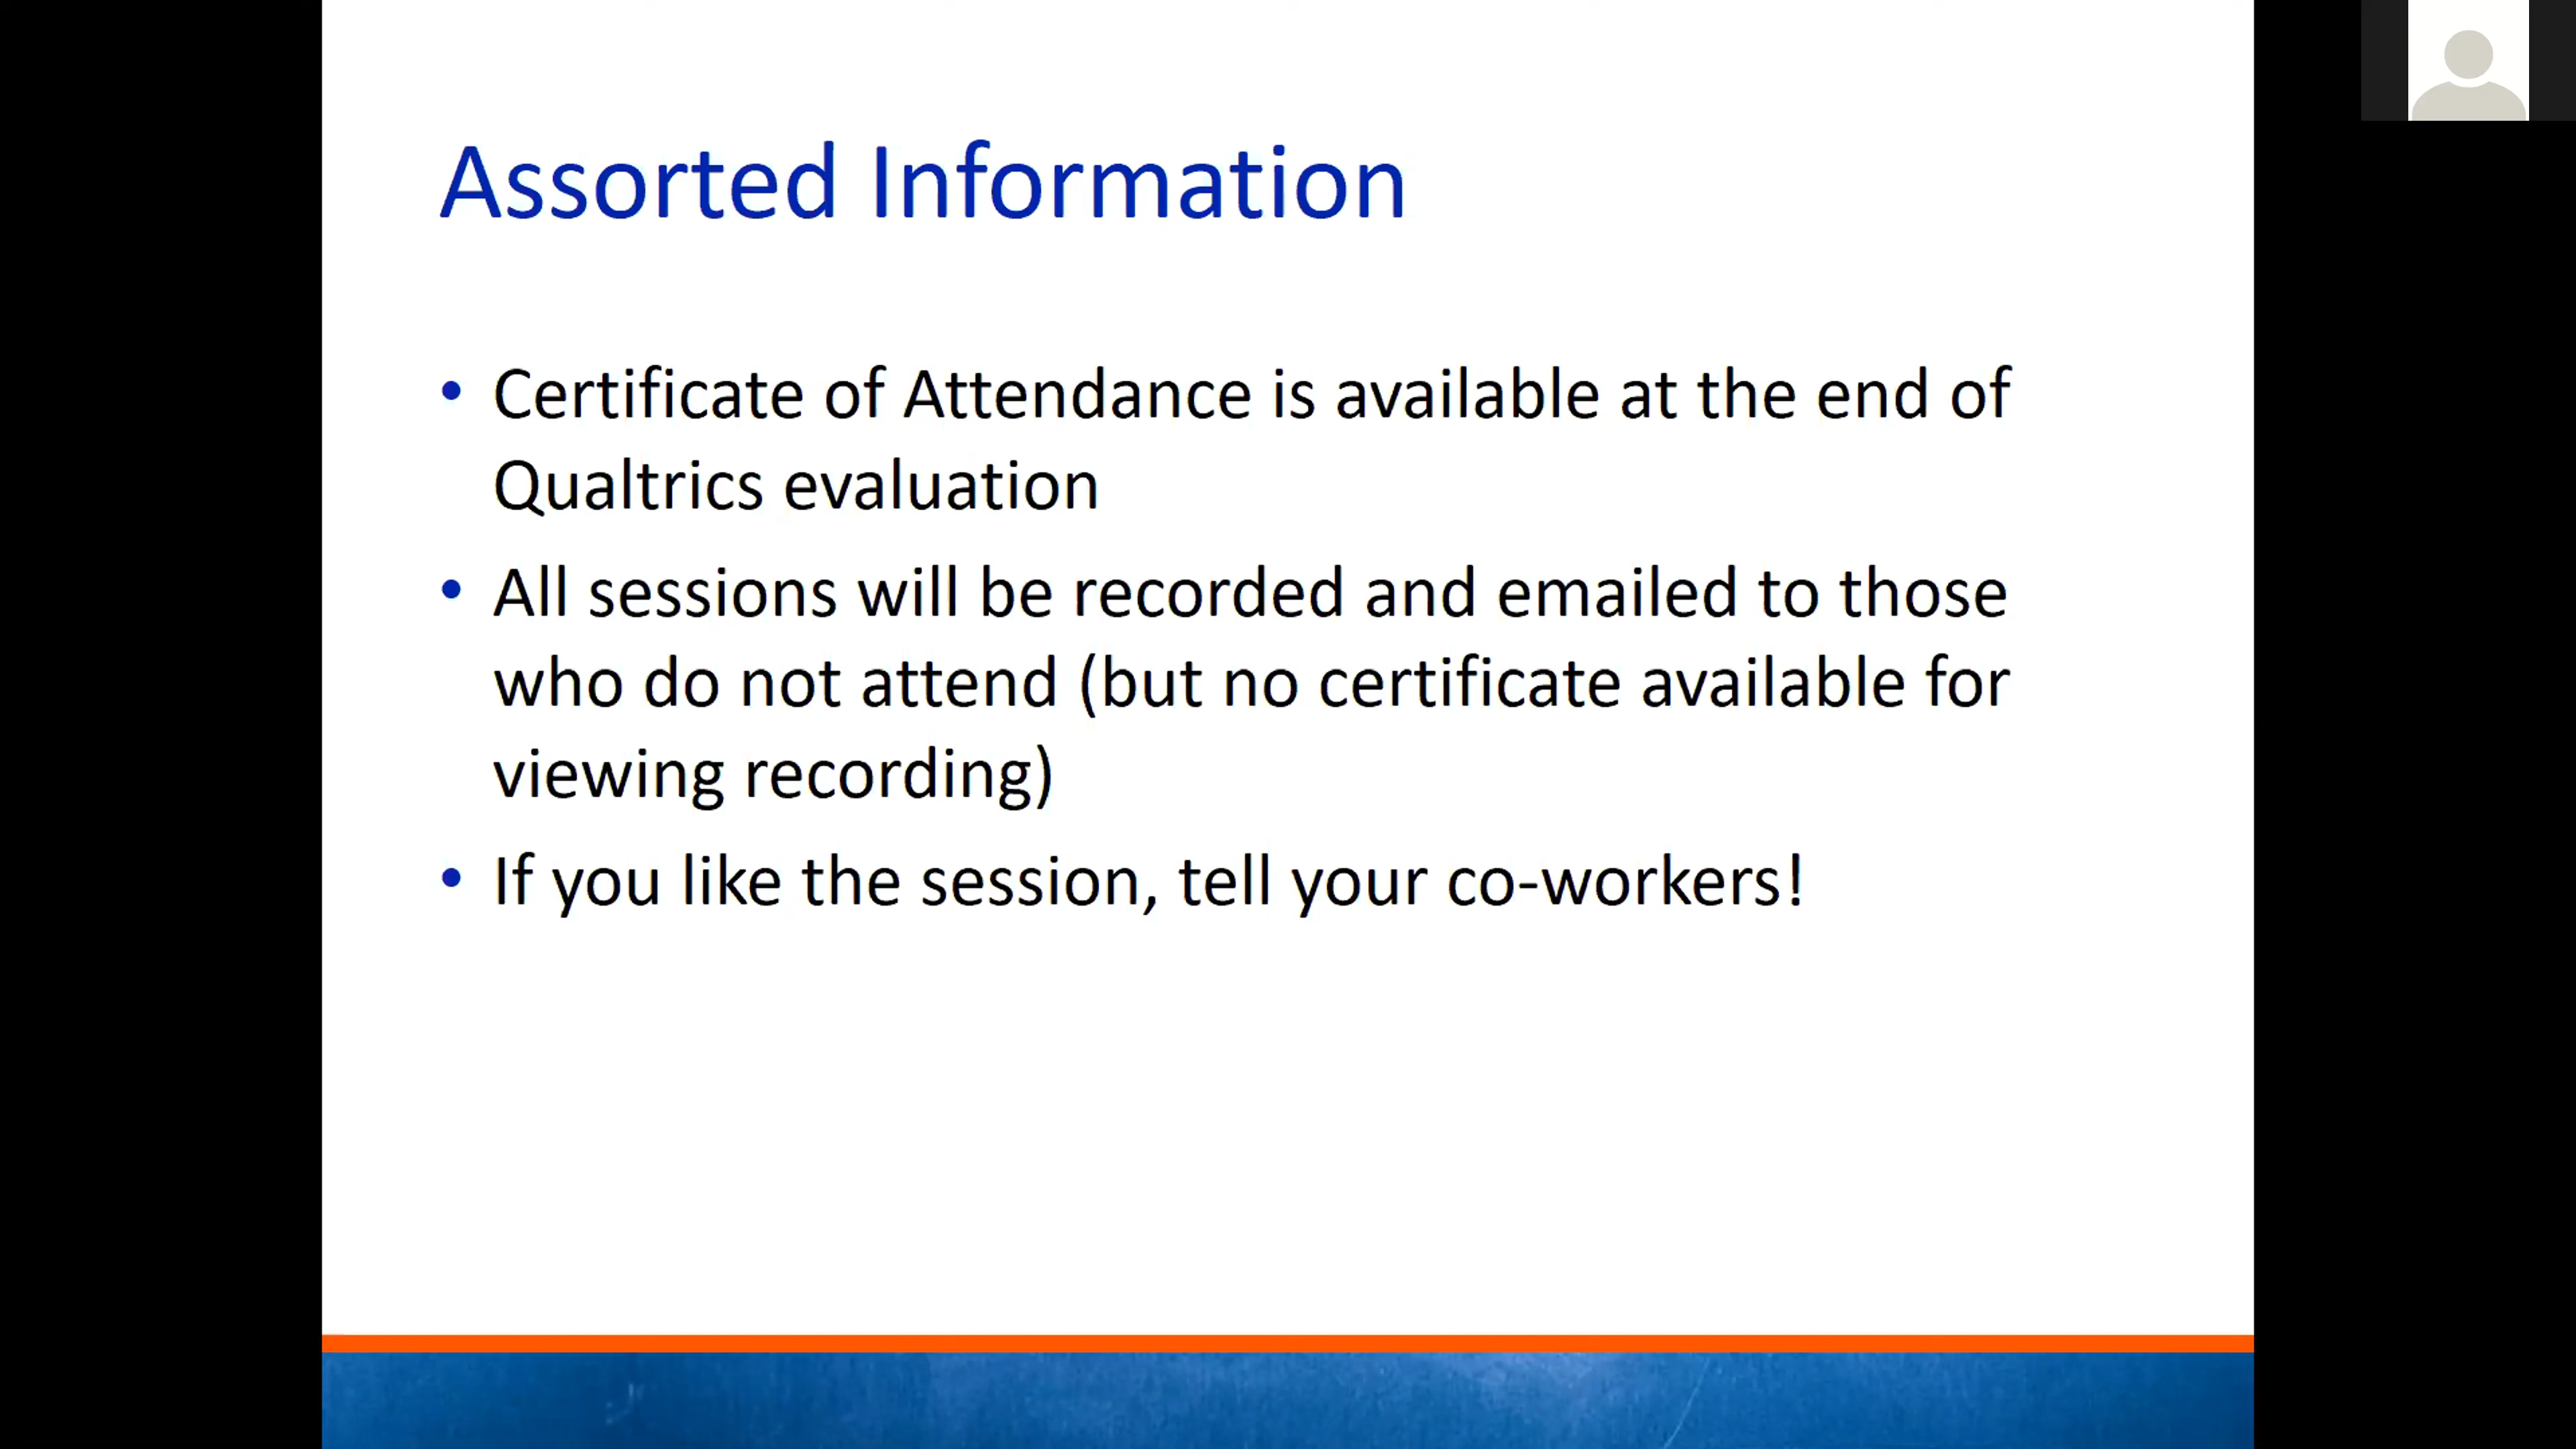 Assorted Information
• Certificate of Attendance is available at the end of
Qualtrics evaluation
• All sessions will be recorded and emailed to those
who do not attend (but no certificate available for
viewing recording)
• If you like the session, tell your co-workers!